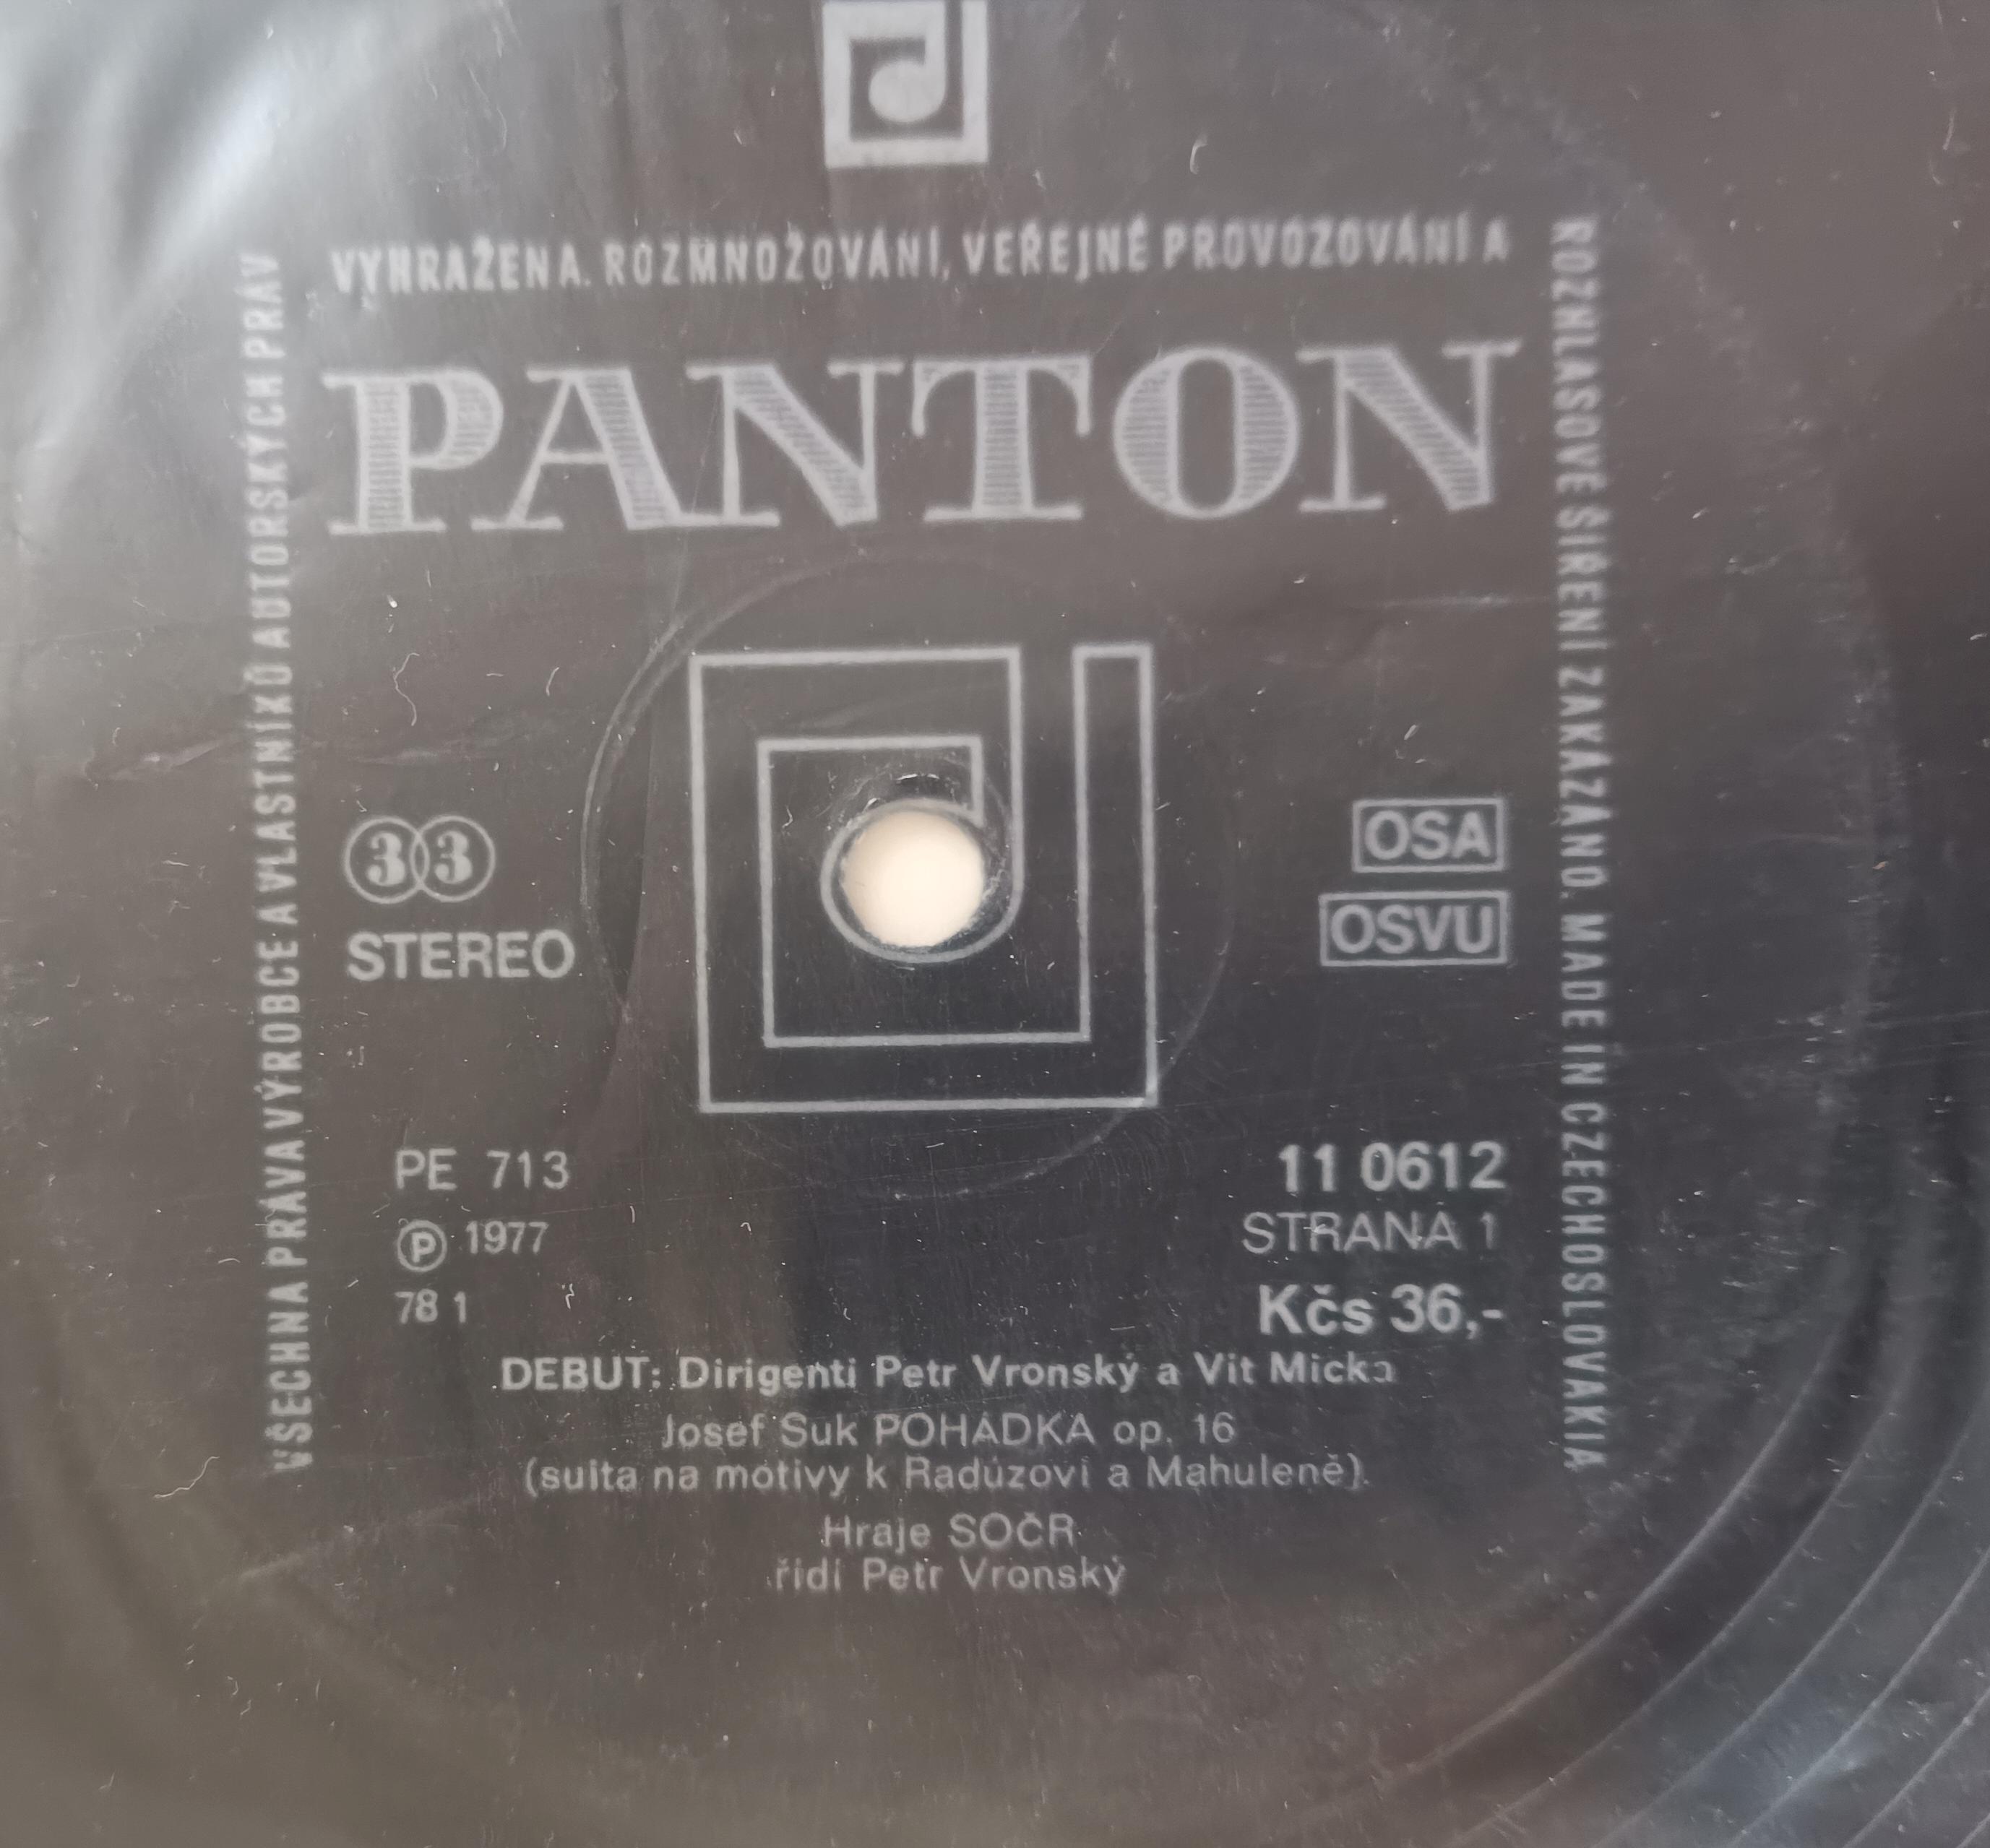 VŠECHNA PRÁVA VÝROBCE A VLASTNÍKŮ AUTORSKÝCH PRÁV
VYHRAŽENA. ROZMNOŽOVÁNÍ, VEŘEJNÉ PROVOZOVÁNÍ A
ROZHLASOVÉ ŠÍŘENÍ ZAKÁZÁNO. MADE IN CZECHOSLOVAKIA
PANTON
33
STEREO
OSA
OSVU
PE 713
℗ 1977
78 1
11 0612
STRANA 1
Kčs 36,-
DEBUT: Dirigenti Petr Vronský a Vít Micka
Josef Suk POHÁDKA op. 16
(suita na motivy k Radúzovi a Mahuleně)
Hraje SOČR
řídí Petr Vronský